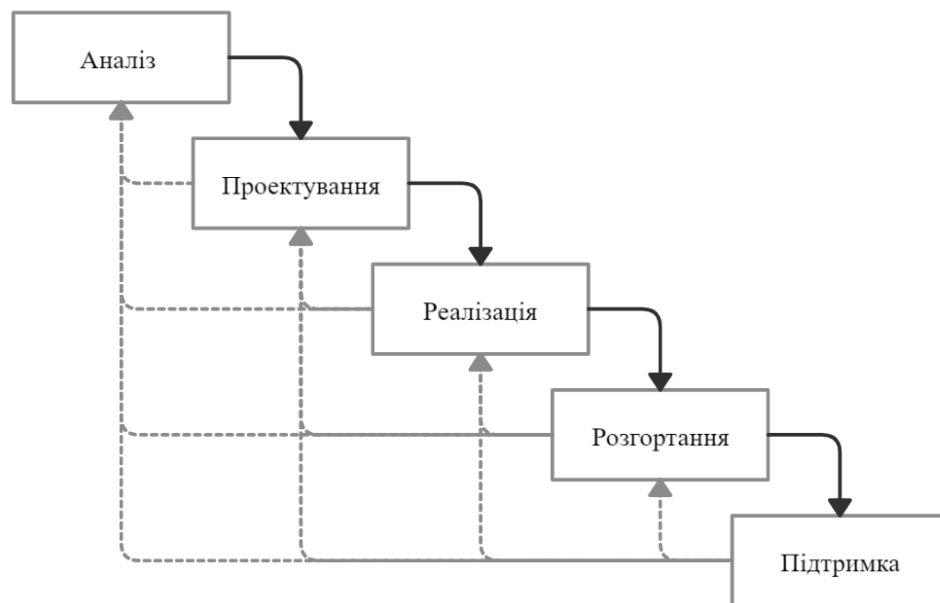 Аналіз
Проектування
Реалізація
Розгортання
Підтримка